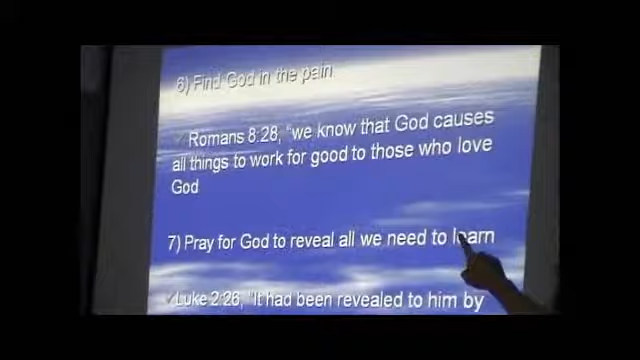 6) Find God in the pain
✓ Romans 8:28, "we know that God causes
all things to work for good to those who love
God
7) Pray for God to reveal all we need to learn
✓Luke 2:26, "It had been revealed to him by